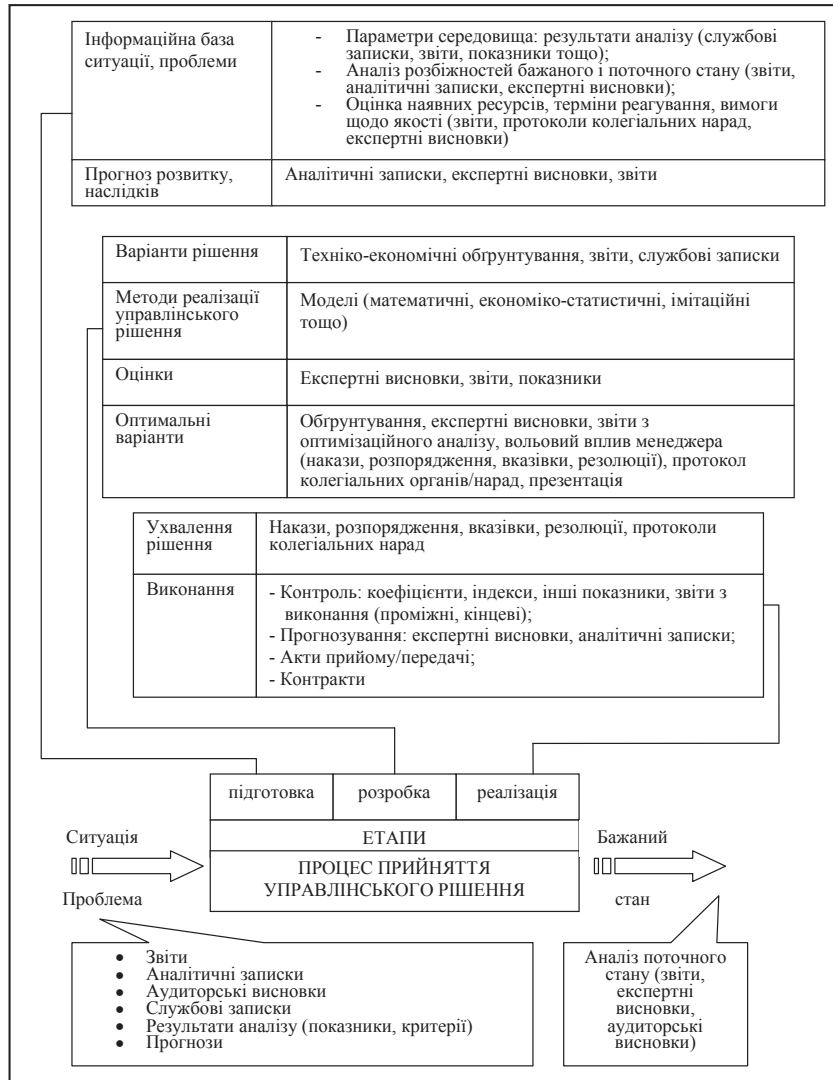 Інформаційна база
ситуації, проблеми
- Параметри середовища: результати аналізу (службові
записки, звіти, показники тощо);
- Аналіз розбіжностей бажаного і поточного стану (звіти,
аналітичні записки, експертні висновки);
- Оцінка наявних ресурсів, терміни реагування, вимоги
щодо якості (звіти, протоколи колегіальних нарад,
експертні висновки)
Прогноз розвитку,
наслідків
Аналітичні записки, експертні висновки, звіти
Варіанти рішення
Техніко-економічні обґрунтування, звіти, службові записки
Методи реалізації
управлінського
рішення
Моделі (математичні, економіко-статистичні, імітаційні
тощо)
Оцінки
Експертні висновки, звіти, показники
Оптимальні
варіанти
Обґрунтування, експертні висновки, звіти з
оптимізаційного аналізу, вольовий вплив менеджера
(накази, розпорядження, вказівки, резолюції), протокол
колегіальних органів/нарад, презентація
Ухвалення
рішення
Накази, розпорядження, вказівки, резолюції, протоколи
колегіальних нарад
Виконання
- Контроль: коефіцієнти, індекси, інші показники, звіти з
виконання (проміжні, кінцеві);
- Прогнозування: експертні висновки, аналітичні записки;
- Акти прийому/передачі;
- Контракти
підготовка
розробка
реалізація
ЕТАПИ
ПРОЦЕС ПРИЙНЯТТЯ
УПРАВЛІНСЬКОГО РІШЕННЯ
Ситуація
Проблема
Бажаний
стан
• Звіти
• Аналітичні записки
• Аудиторські висновки
• Службові записки
• Результати аналізу (показники, критерії)
• Прогнози
Аналіз поточного
стану (звіти,
експертні
висновки,
аудиторські
висновки)